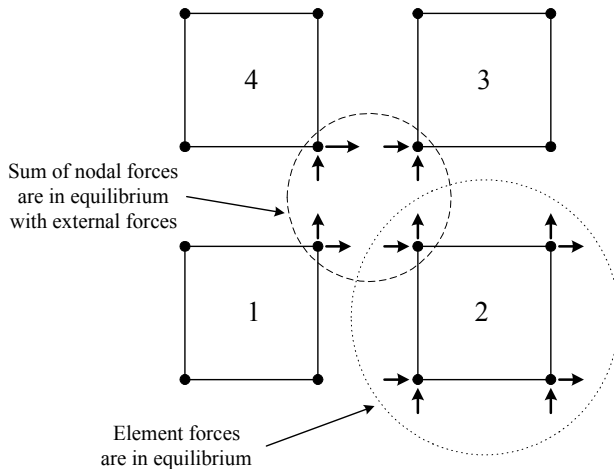 4
3
Sum of nodal forces
are in equilibrium
with external forces
1
2
Element forces
are in equilibrium